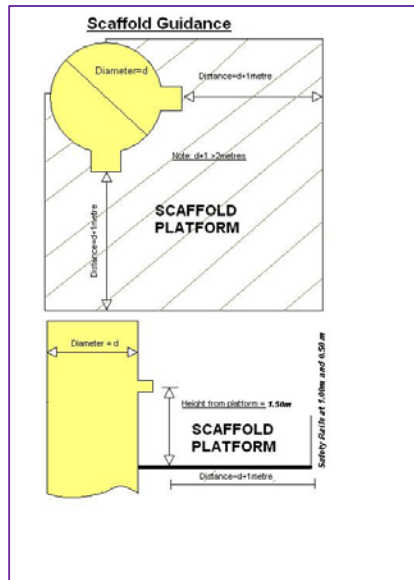 Scaffold Guidance
Diameter=d
Distance=d+1metre
Note: d+1 >2metres
SCAFFOLD
PLATFORM
Distance=d+1metre
Diameter = d
Height from platform = 1.50m
SCAFFOLD
PLATFORM
Safety Rails at 1.00m and 0.50 m
Distance=d+1metre